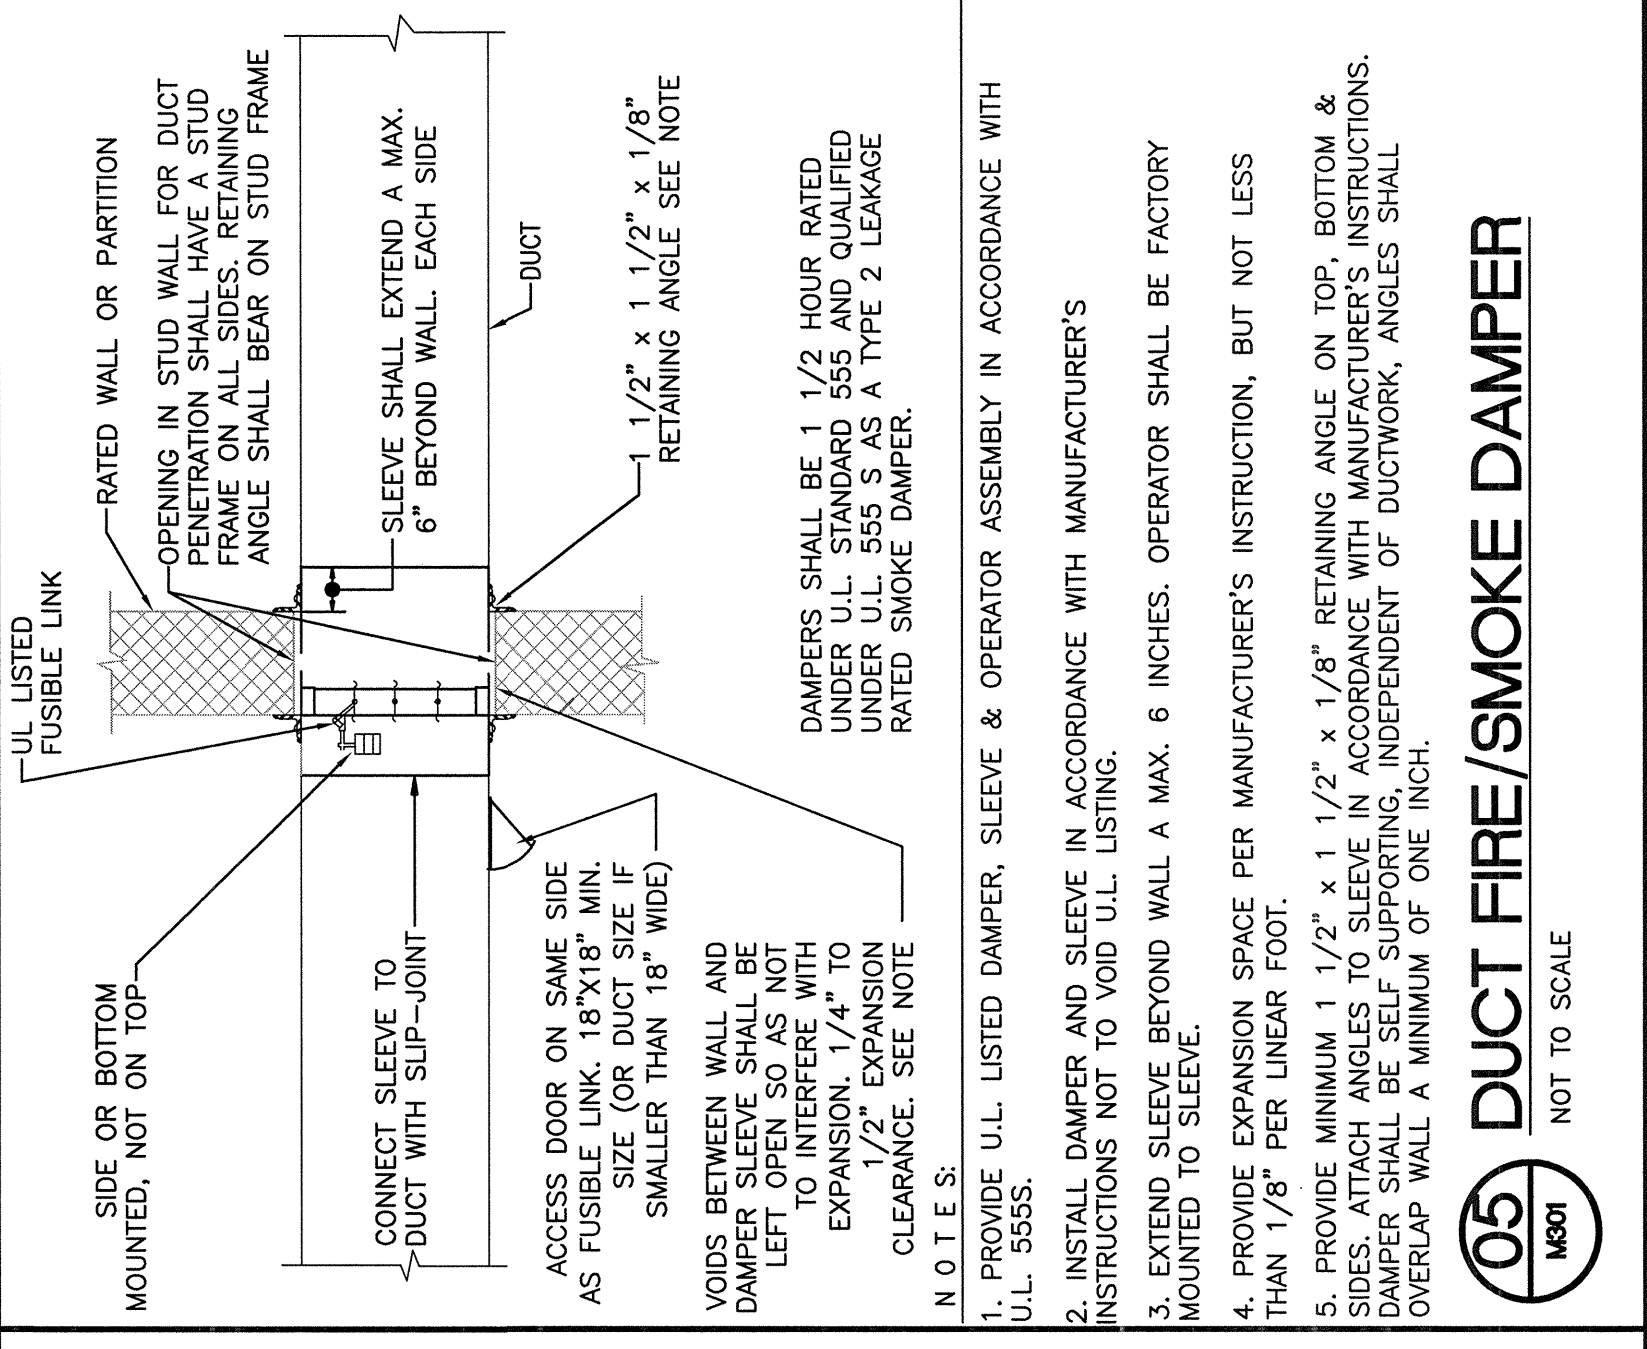 UL LISTED
FUSIBLE LINK
RATED WALL OR PARTITION
OPENING IN STUD WALL FOR DUCT
PENETRATION SHALL HAVE A STUD
FRAME ON ALL SIDES. RETAINING
ANGLE SHALL BEAR ON STUD FRAME
SIDE OR BOTTOM
MOUNTED, NOT ON TOP
SLEEVE SHALL EXTEND A MAX.
6" BEYOND WALL. EACH SIDE
CONNECT SLEEVE TO
DUCT WITH SLIP-JOINT
DUCT
ACCESS DOOR ON SAME SIDE
AS FUSIBLE LINK. 18"X18" MIN.
SIZE (OR DUCT SIZE IF
SMALLER THAN 18" WIDE)
1 1/2" x 1 1/2" x 1/8"
RETAINING ANGLE SEE NOTE
VOIDS BETWEEN WALL AND
DAMPER SLEEVE SHALL BE
LEFT OPEN SO AS NOT
TO INTERFERE WITH
EXPANSION. 1/4" TO
1/2" EXPANSION
CLEARANCE. SEE NOTE
DAMPERS SHALL BE 1 1/2 HOUR RATED
UNDER U.L. STANDARD 555 AND QUALIFIED
UNDER U.L. 555 S AS A TYPE 2 LEAKAGE
RATED SMOKE DAMPER.
N O T E S:
1. PROVIDE U.L. LISTED DAMPER, SLEEVE & OPERATOR ASSEMBLY IN ACCORDANCE WITH
U.L. 555S.
2. INSTALL DAMPER AND SLEEVE IN ACCORDANCE WITH MANUFACTURER'S
INSTRUCTIONS NOT TO VOID U.L. LISTING.
3. EXTEND SLEEVE BEYOND WALL A MAX. 6 INCHES. OPERATOR SHALL BE FACTORY
MOUNTED TO SLEEVE.
4. PROVIDE EXPANSION SPACE PER MANUFACTURER'S INSTRUCTION, BUT NOT LESS
THAN 1/8" PER LINEAR FOOT.
5. PROVIDE MINIMUM 1 1/2" x 1 1/2" x 1/8" RETAINING ANGLE ON TOP, BOTTOM &
SIDES. ATTACH ANGLES TO SLEEVE IN ACCORDANCE WITH MANUFACTURER'S INSTRUCTIONS.
DAMPER SHALL BE SELF SUPPORTING, INDEPENDENT OF DUCTWORK, ANGLES SHALL
OVERLAP WALL A MINIMUM OF ONE INCH.
05
M301
DUCT FIRE/SMOKE DAMPER
NOT TO SCALE